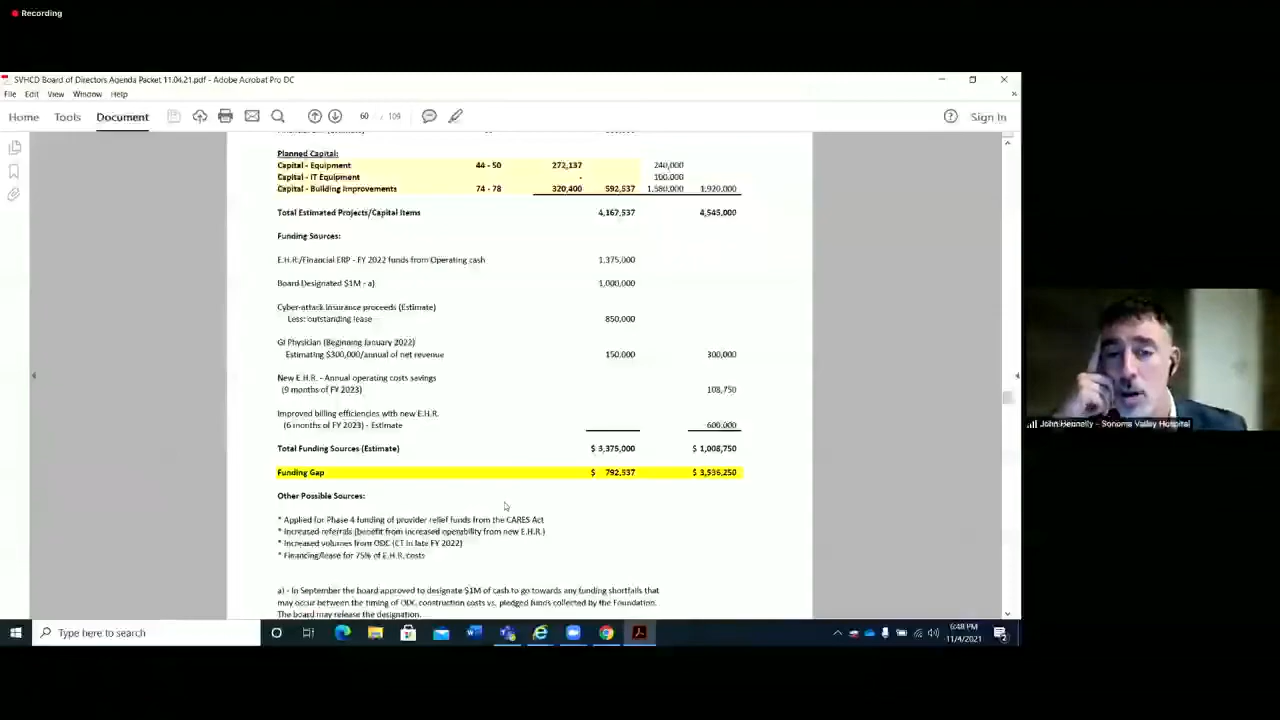 Recording
SVHCD Board of Directors Agenda Packet 11.04.21.pdf - Adobe Acrobat Pro DC
File Edit View Window Help
Home Tools Document 60 / 109 Sign In
Planned Capital:
Capital - Equipment 44 - 50 272,137 240,000
Capital - IT Equipment - 100,000
Capital - Building Improvements 74 - 78 320,400 592,537 1,580,000 1,920,000
Total Estimated Projects/Capital Items 4,167,537 4,545,000
Funding Sources:
E.H.R./Financial ERP - FY 2022 funds from Operating cash 1,375,000
Board Designated $1M - a) 1,000,000
Cyber-attack insurance proceeds (Estimate)
Less: outstanding lease 850,000
GI Physician (Beginning January 2022)
Estimating $300,000/annual of net revenue 150,000 300,000
New E.H.R. - Annual operating costs savings
(9 months of FY 2023) 108,750
Improved billing efficiencies with new E.H.R.
(6 months of FY 2023) - Estimate 600,000
Total Funding Sources (Estimate) $ 3,375,000 $ 1,008,750
Funding Gap $ 792,537 $ 3,536,250
Other Possible Sources:
* Applied for Phase 4 funding of provider relief funds from the CARES Act
* Increased referrals (benefit from increased operability from new E.H.R.)
* Increased volumes from ODC (CT in late FY 2022)
* Financing/lease for 75% of E.H.R. costs
a) - In September the board approved to designate $1M of cash to go towards any funding shortfalls that
may occur between the timing of ODC construction costs vs. pledged funds collected by the Foundation.
The board may release the designation.
John Hennelly - Sonoma Valley Hospital
Type here to search
6:48 PM
11/4/2021